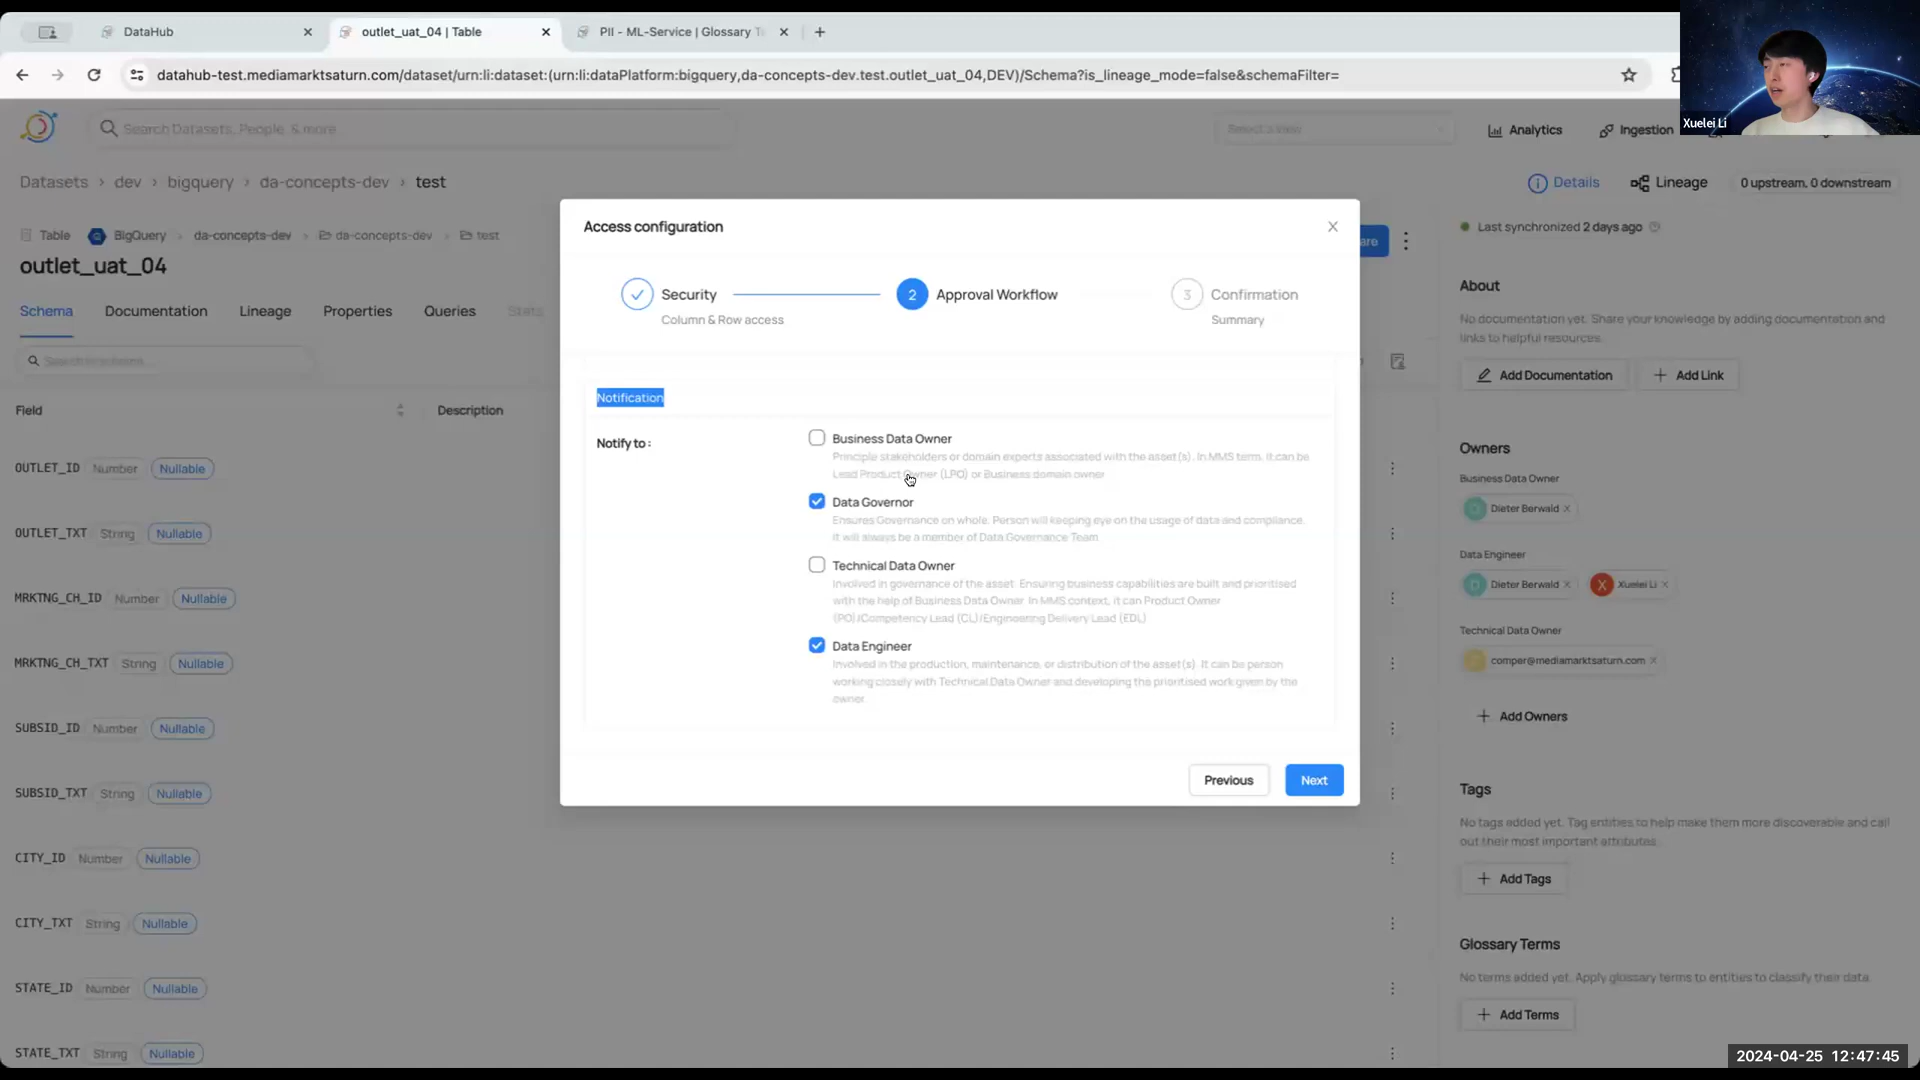 DataHub
outlet_uat_04 | Table
PII - ML-Service | Glossary T
datahub-test.mediamarktsaturn.com/dataset/urn:li:dataset:(urn:li:dataPlatform:bigquery,da-concepts-dev.test.outlet_uat_04,DEV)/Schema?is_lineage_mode=false&schemaFilter=
Xuelei Li
Search Datasets, People, & more
Select a View
Analytics
Ingestion
Datasets > dev > bigquery > da-concepts-dev > test
Details
Lineage
0 upstream, 0 downstream
Table
BigQuery > da-concepts-dev > da-concepts-dev > test
outlet_uat_04
are
Schema
Documentation
Lineage
Properties
Queries
Stats
Field
Description
OUTLET_ID Number Nullable
OUTLET_TXT String Nullable
MRKTNG_CH_ID Number Nullable
MRKTNG_CH_TXT String Nullable
SUBSID_ID Number Nullable
SUBSID_TXT String Nullable
CITY_ID Number Nullable
CITY_TXT String Nullable
STATE_ID Number Nullable
STATE_TXT String Nullable
Access configuration
Security
Column & Row access
2 Approval Workflow
3 Confirmation
Summary
Notification
Notify to :
Business Data Owner
Principle stakeholders or domain experts associated with the asset(s). In MMS term, it can be
Lead Product Owner (LPO) or Business domain owner
Data Governor
Ensures Governance on whole. Person will keeping eye on the usage of data and compliance.
It will always be a member of Data Governance Team
Technical Data Owner
Involved in governance of the asset. Ensuring business capabilities are built and prioritised
with the help of Business Data Owner. In MMS context, it can Product Owner
(PO)/Competency Lead (CL)/Engineering Delivery Lead (EDL)
Data Engineer
Involved in the production, maintenance, or distribution of the asset(s). It can be person
working closely with Technical Data Owner and developing the prioritised work given by the
owner.
Previous
Next
Last synchronized 2 days ago
About
No documentation yet. Share your knowledge by adding documentation and
links to helpful resources.
Add Documentation
Add Link
Owners
Business Data Owner
D Dieter Berwald
Data Engineer
D Dieter Berwald
X Xuelei Li
Technical Data Owner
comper@mediamarktsaturn.com
Add Owners
Tags
No tags added yet. Tag entities to help make them more discoverable and call
out their most important attributes.
Add Tags
Glossary Terms
No terms added yet. Apply glossary terms to entities to classify their data.
Add Terms
2024-04-25 12:47:45